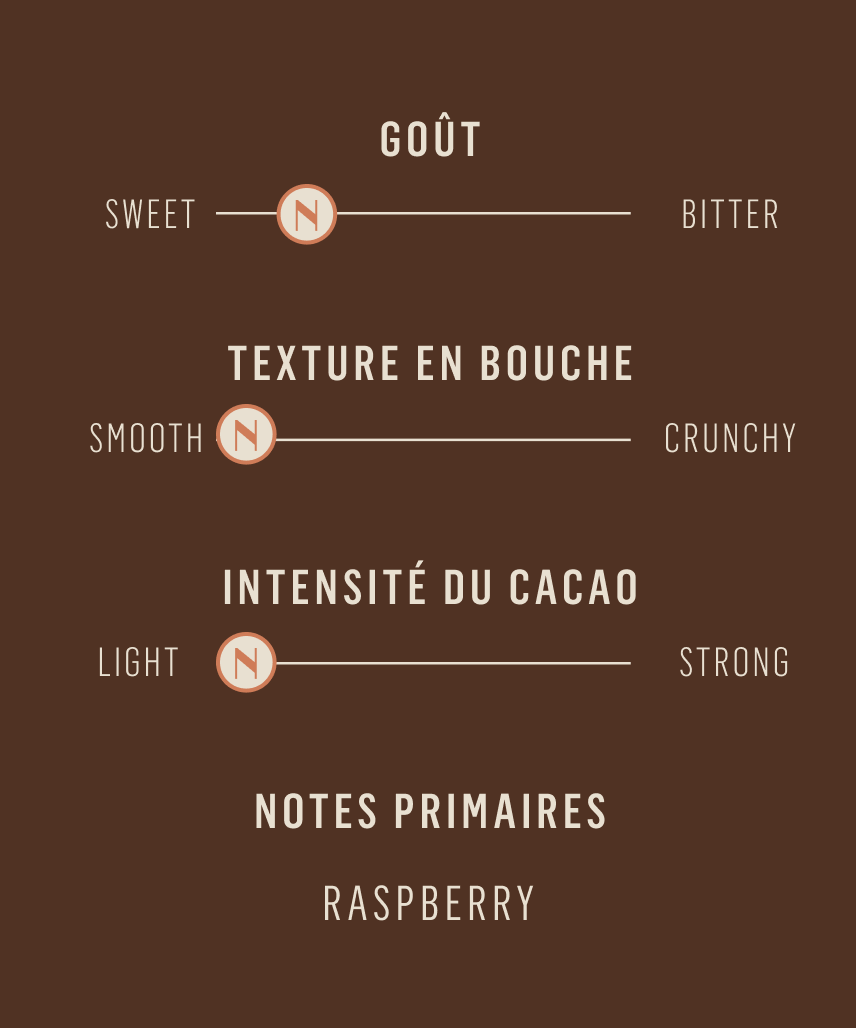 GOÛT
SWEET N BITTER
TEXTURE EN BOUCHE
SMOOTH N CRUNCHY
INTENSITÉ DU CACAO
LIGHT N STRONG
NOTES PRIMAIRES
RASPBERRY